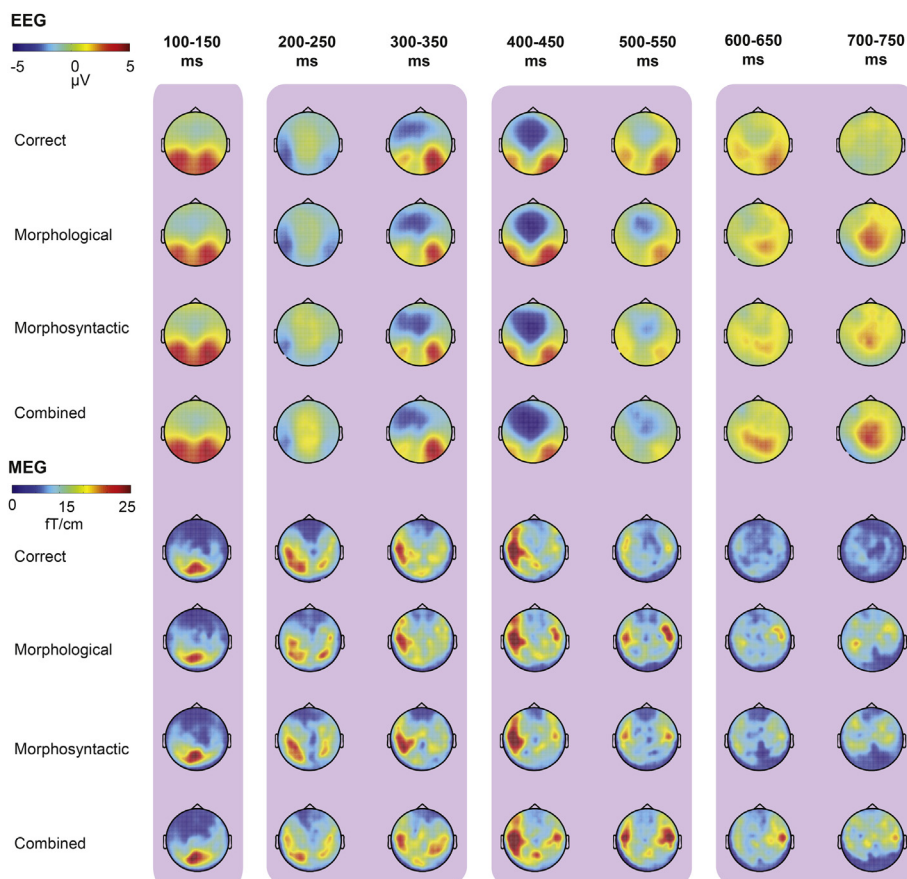 EEG
100-150 200-250 300-350 400-450 500-550 600-650 700-750
ms ms ms ms ms ms ms
-5 0 5
µV
Correct
Morphological
Morphosyntactic
Combined
MEG
0 15 25
fT/cm
Correct
Morphological
Morphosyntactic
Combined